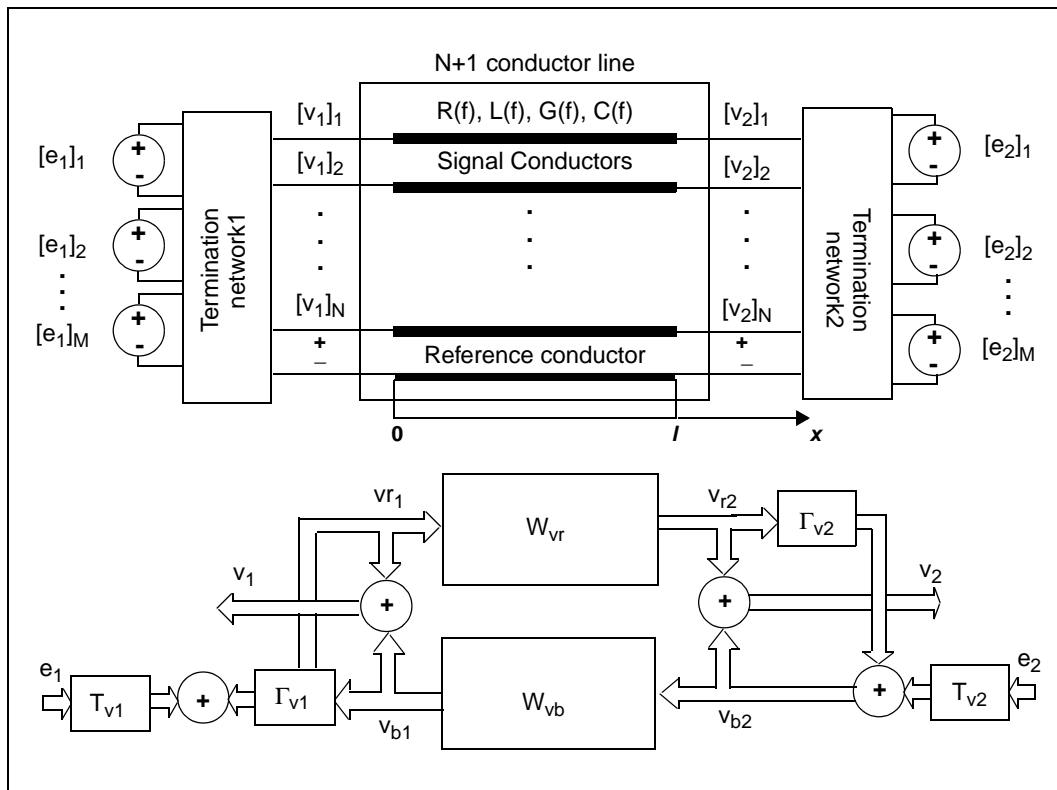 N+1 conductor line
R(f), L(f), G(f), C(f)
[v1]1
[v2]1
[e1]1
+
-
Signal Conductors
[v1]2
[v2]2
+
-
[e2]1
Termination network1
Termination network2
[e1]2
+
-
. . .
. . .
. . .
+
-
[e2]2
. . .
. . .
[e1]M
+
-
[v1]N
[v2]N
+
-
[e2]M
+
–
Reference conductor
+
–
0
l
x
vr1
Wvr
vr2
Γv2
v1
+
+
v2
e1
Tv1
+
Γv1
vb1
Wvb
vb2
+
Tv2
e2